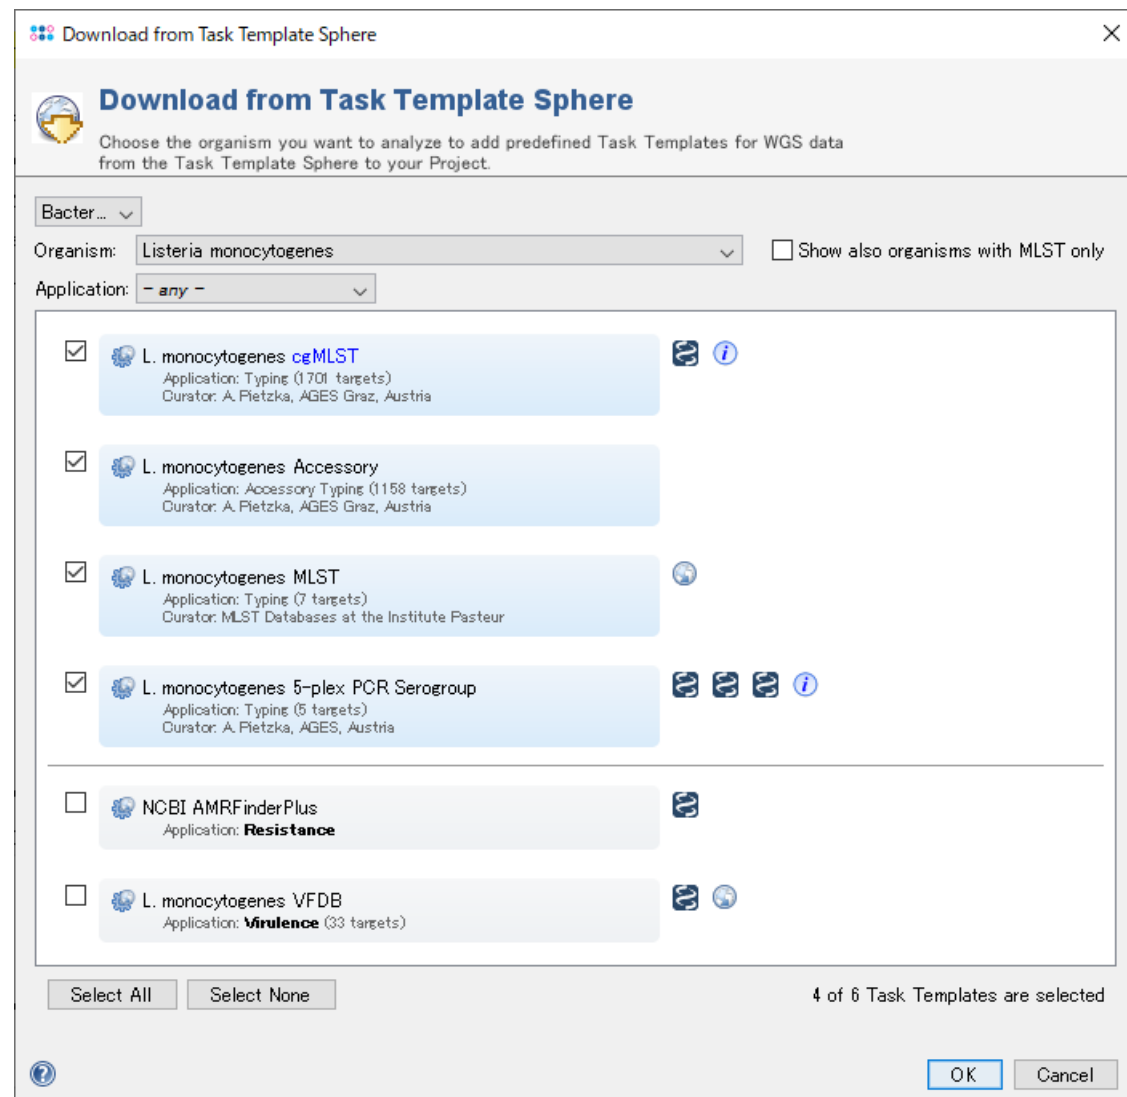 Download from Task Template Sphere
Download from Task Template Sphere
Choose the organism you want to analyze to add predefined Task Templates for WGS data
from the Task Template Sphere to your Project.
Bacter...
Organism: Listeria monocytogenes Show also organisms with MLST only
Application: - any -
L. monocytogenes cgMLST
Application: Typing (1701 targets)
Curator: A. Pietzka, AGES Graz, Austria
L. monocytogenes Accessory
Application: Accessory Typing (1158 targets)
Curator: A. Pietzka, AGES Graz, Austria
L. monocytogenes MLST
Application: Typing (7 targets)
Curator: MLST Databases at the Institute Pasteur
L. monocytogenes 5-plex PCR Serogroup
Application: Typing (5 targets)
Curator: A. Pietzka, AGES, Austria
NCBI AMRFinderPlus
Application: Resistance
L. monocytogenes VFDB
Application: Virulence (33 targets)
Select All Select None 4 of 6 Task Templates are selected
OK Cancel